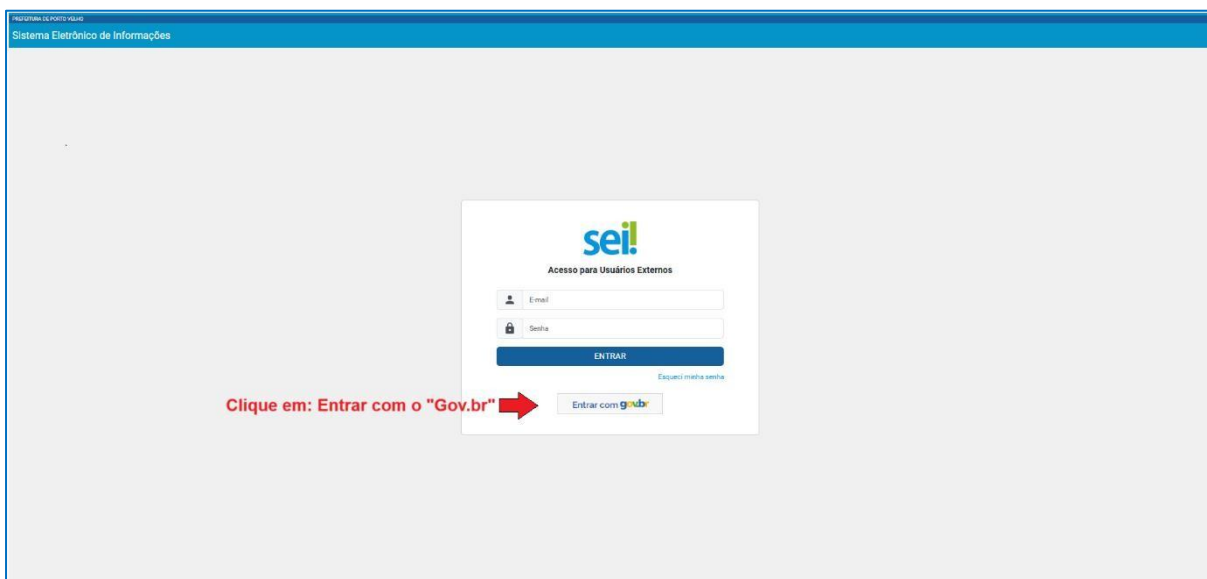 PREFEITURA DE PORTO VELHO
Sistema Eletrônico de Informações
sei!
Acesso para Usuários Externos
E-mail
Senha
ENTRAR
Esqueci minha senha
Clique em: Entrar com o "Gov.br"
Entrar com gov.br